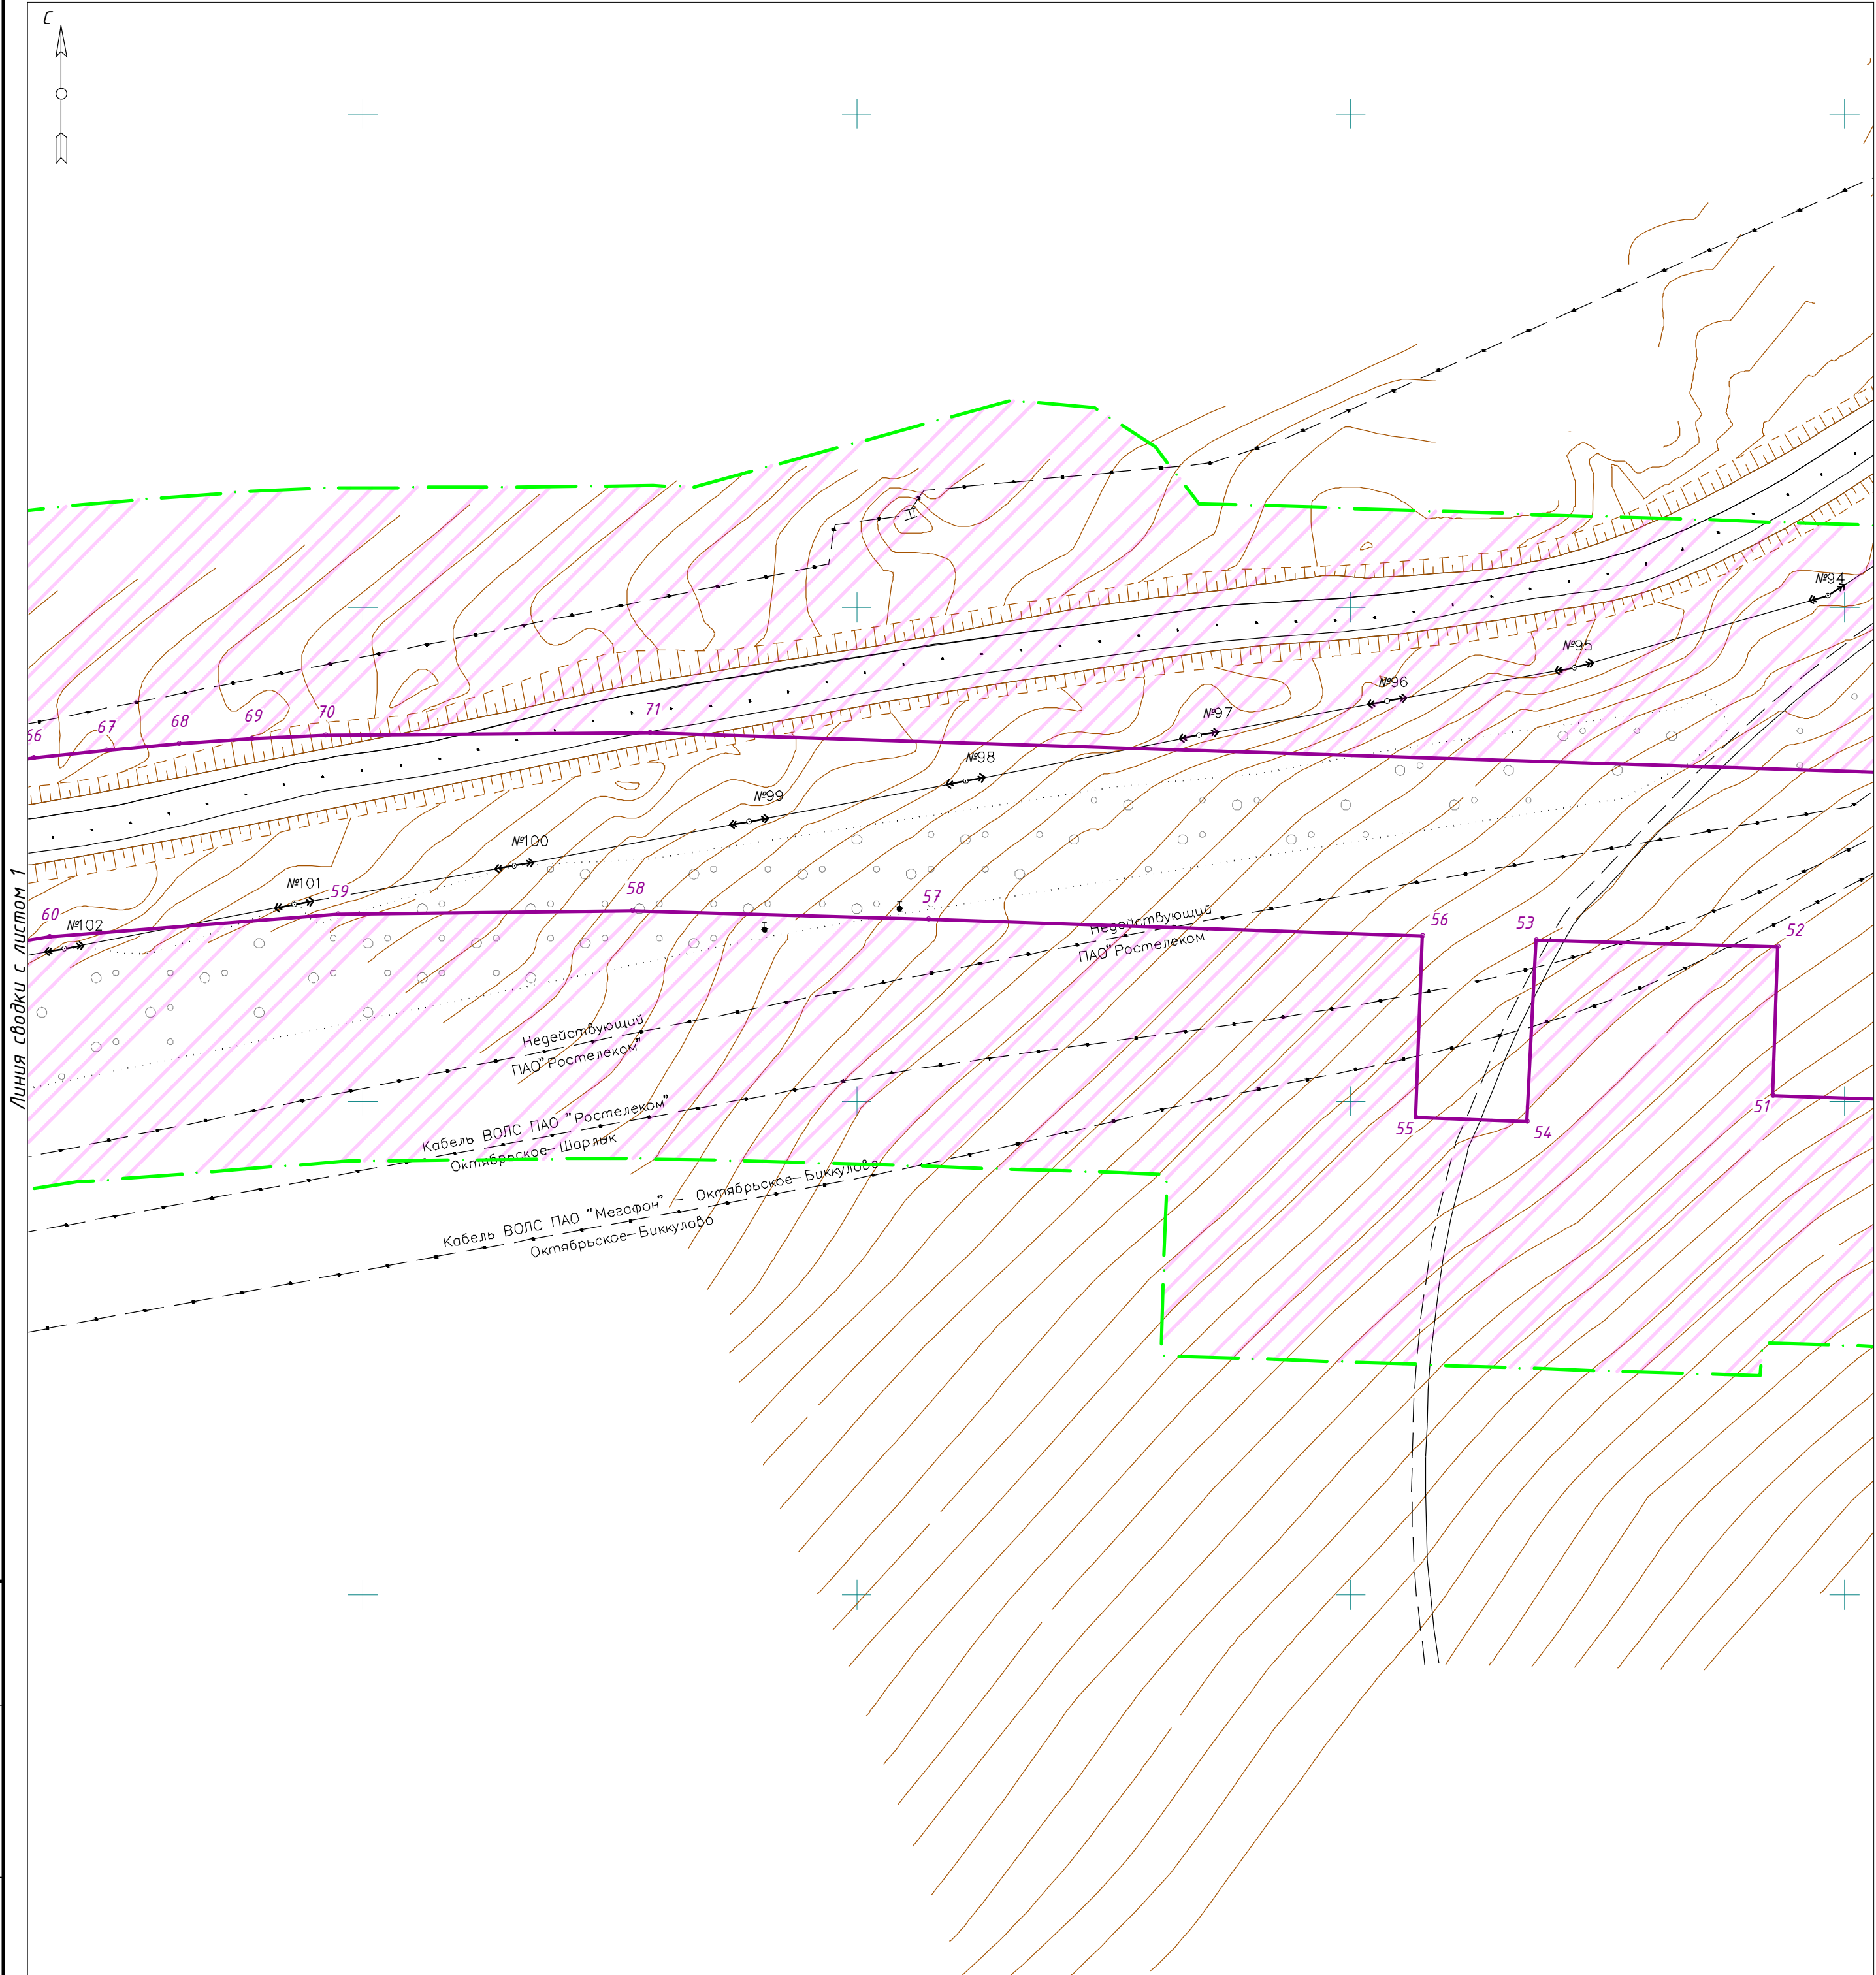 С
№94
№95
№96
№97
№98
№99
№100
№101
№102
66
67
68
69
70
71
60
59
58
57
56
53
52
51
55
54
Линия сводки с листом 1
Недействующий
ПАО"Ростелеком"
Недействующий
ПАО"Ростелеком"
Кабель ВОЛС ПАО "Ростелеком"
Октябрьское-Шарлык
Кабель ВОЛС ПАО "Мегафон" - Октябрьское-Биккулово
Октябрьское-Биккулово